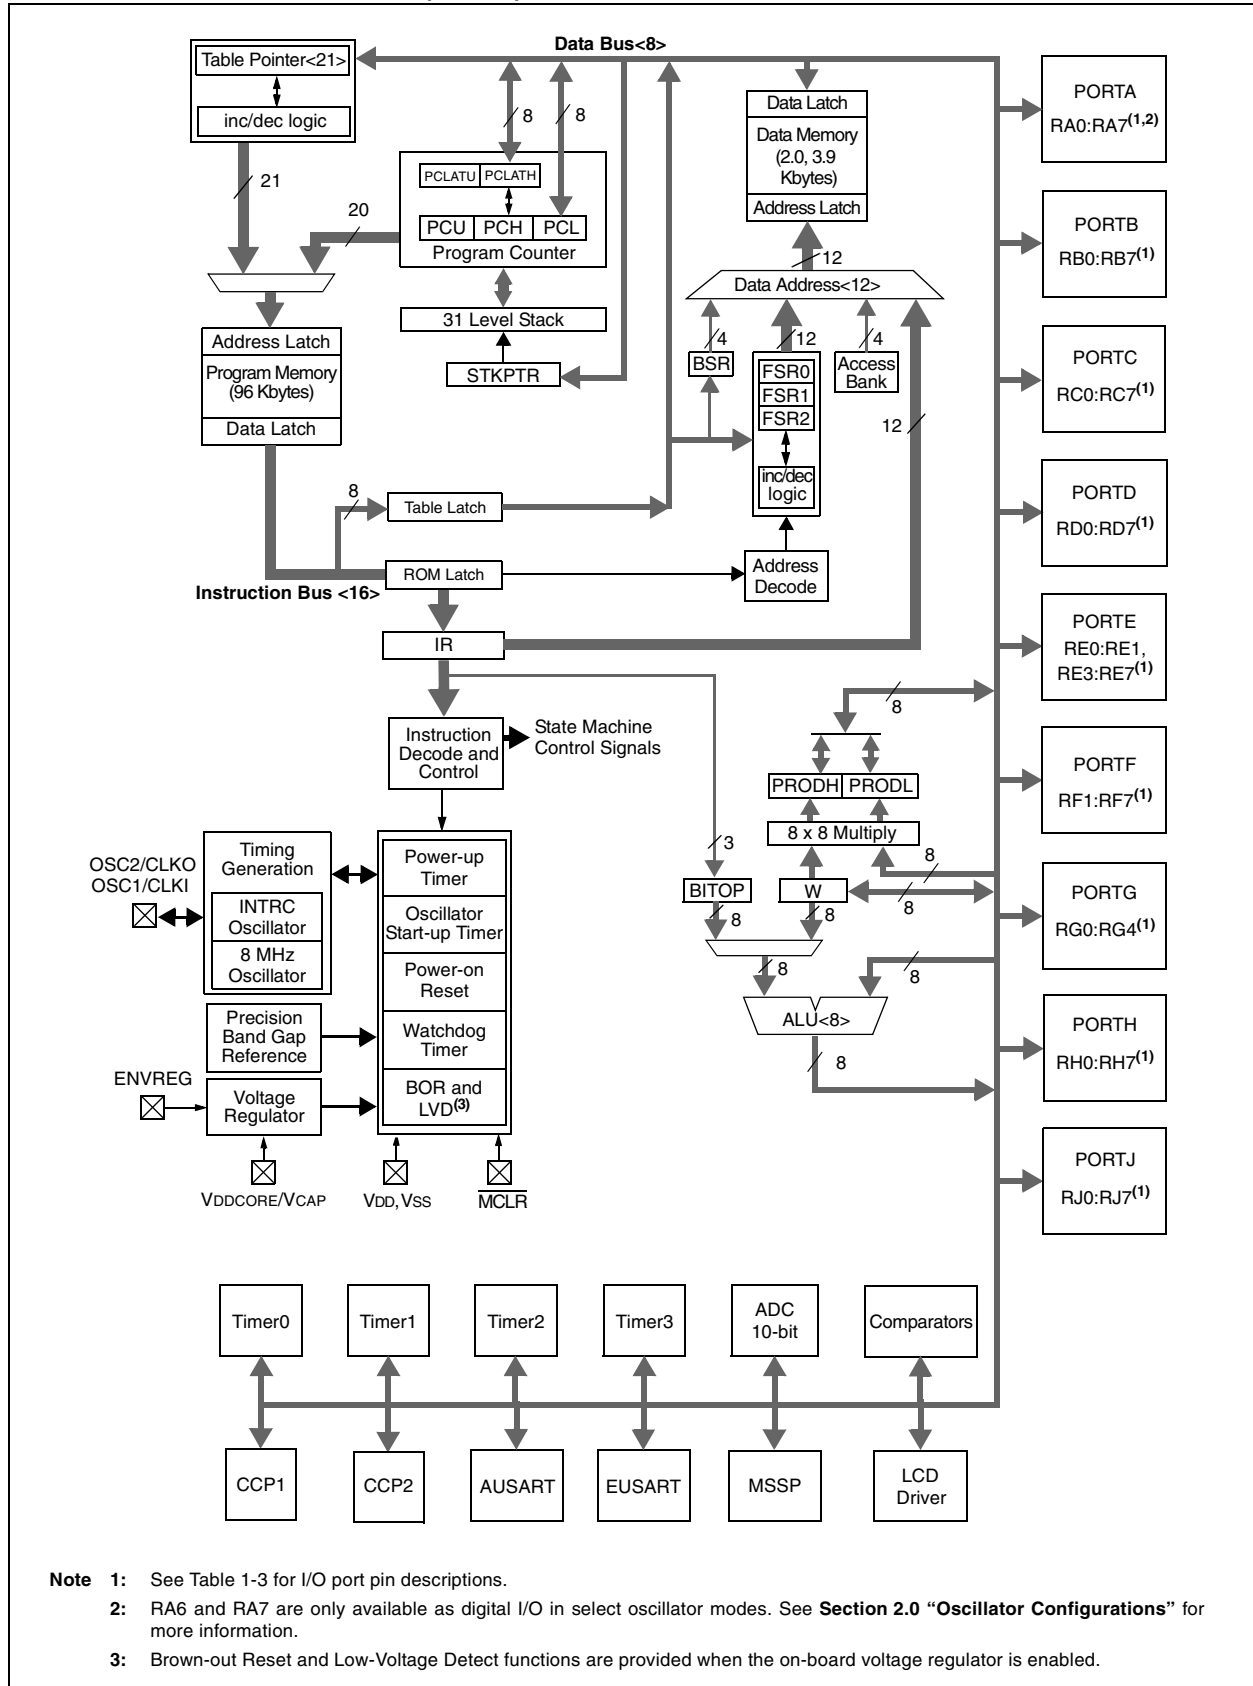 Data Bus<8>
Table Pointer<21>
inc/dec logic
21
20
8
8
PCLATU PCLATH
PCU PCH PCL
Program Counter
31 Level Stack
STKPTR
Data Latch
Data Memory
(2.0, 3.9
Kbytes)
Address Latch
12
Data Address<12>
4
12
4
BSR
FSR0
FSR1
FSR2
inc/dec
logic
Access
Bank
12
Address
Decode
Address Latch
Program Memory
(96 Kbytes)
Data Latch
8
Table Latch
ROM Latch
Instruction Bus <16>
IR
Instruction
Decode and
Control
State Machine
Control Signals
8
PRODH PRODL
8 x 8 Multiply
3
8
BITOP
W
8
8
8
8
8
ALU<8>
8
OSC2/CLKO
OSC1/CLKI
Timing
Generation
INTRC
Oscillator
8 MHz
Oscillator
Precision
Band Gap
Reference
ENVREG
Voltage
Regulator
Power-up
Timer
Oscillator
Start-up Timer
Power-on
Reset
Watchdog
Timer
BOR and
LVD(3)
VDDCORE/VCAP
VDD, VSS
MCLR
PORTA
RA0:RA7(1,2)
PORTB
RB0:RB7(1)
PORTC
RC0:RC7(1)
PORTD
RD0:RD7(1)
PORTE
RE0:RE1,
RE3:RE7(1)
PORTF
RF1:RF7(1)
PORTG
RG0:RG4(1)
PORTH
RH0:RH7(1)
PORTJ
RJ0:RJ7(1)
Timer0
Timer1
Timer2
Timer3
ADC
10-bit
Comparators
CCP1
CCP2
AUSART
EUSART
MSSP
LCD
Driver
Note 1: See Table 1-3 for I/O port pin descriptions.
2: RA6 and RA7 are only available as digital I/O in select oscillator modes. See Section 2.0 “Oscillator Configurations” for
more information.
3: Brown-out Reset and Low-Voltage Detect functions are provided when the on-board voltage regulator is enabled.